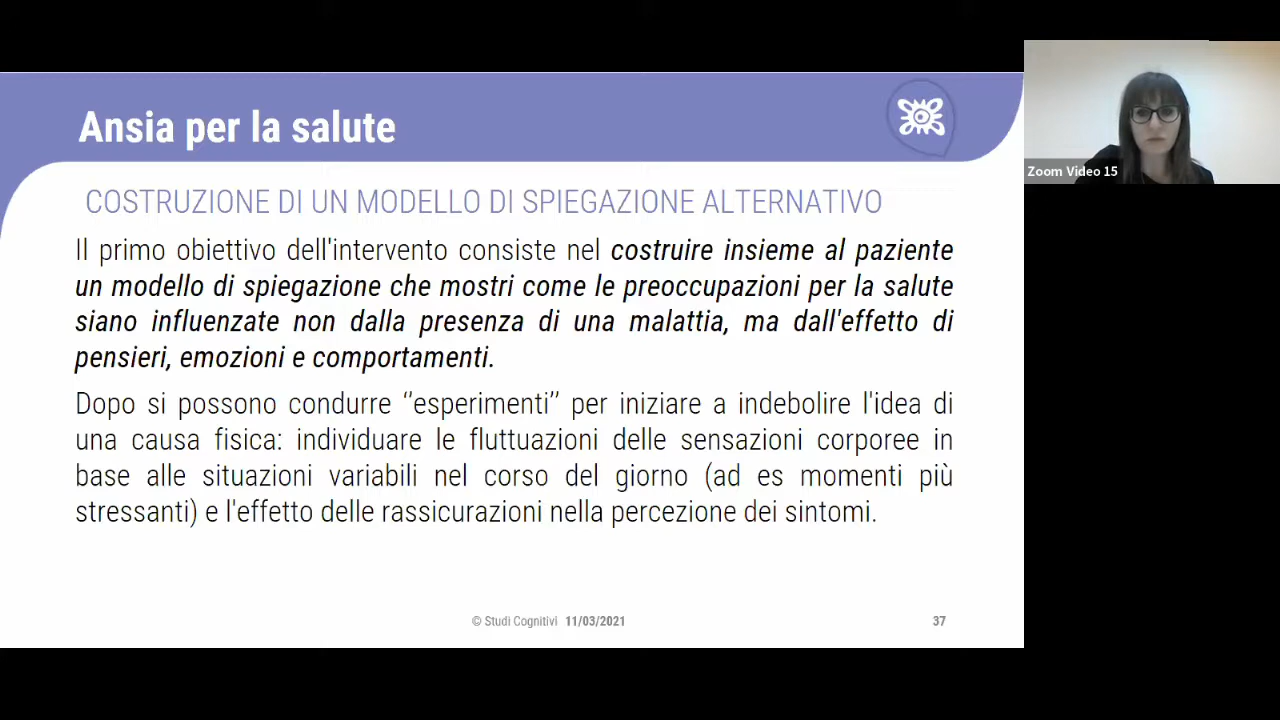 Ansia per la salute
Zoom Video 15
COSTRUZIONE DI UN MODELLO DI SPIEGAZIONE ALTERNATIVO
Il primo obiettivo dell'intervento consiste nel costruire insieme al paziente
un modello di spiegazione che mostri come le preoccupazioni per la salute
siano influenzate non dalla presenza di una malattia, ma dall'effetto di
pensieri, emozioni e comportamenti.
Dopo si possono condurre ‘’esperimenti’’ per iniziare a indebolire l'idea di
una causa fisica: individuare le fluttuazioni delle sensazioni corporee in
base alle situazioni variabili nel corso del giorno (ad es momenti più
stressanti) e l'effetto delle rassicurazioni nella percezione dei sintomi.
© Studi Cognitivi 11/03/2021
37